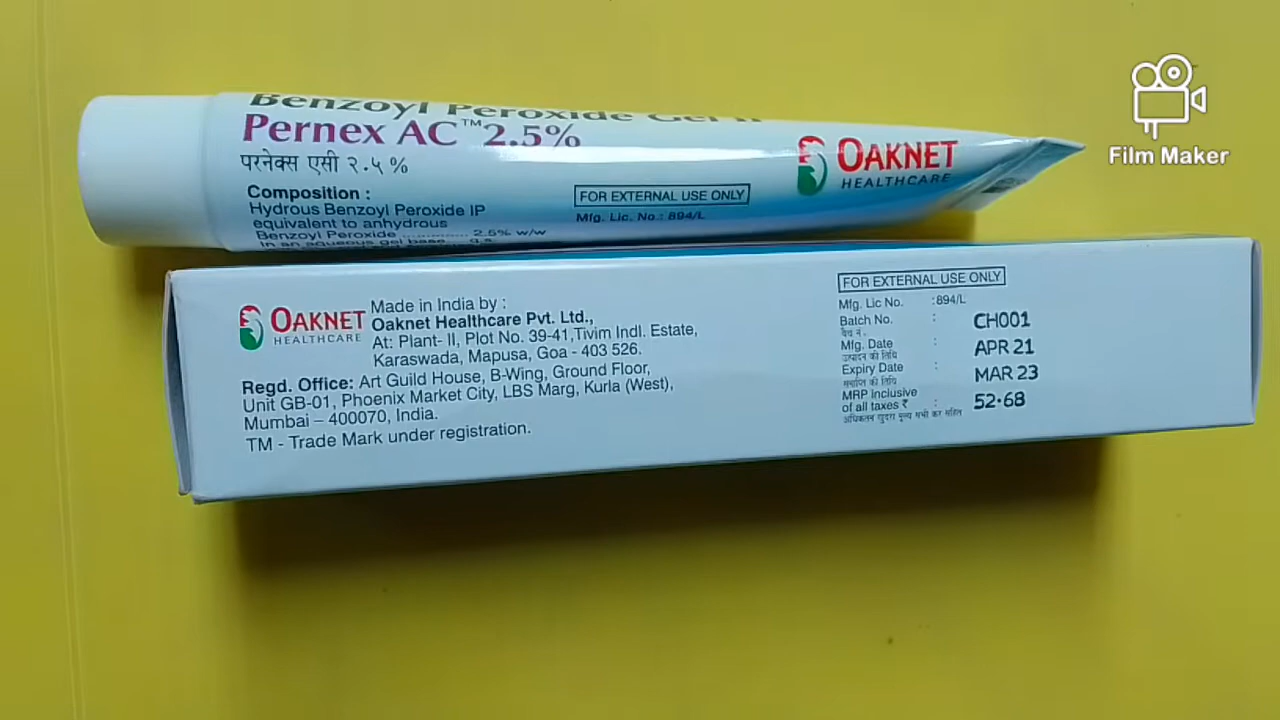 Benzoyl Peroxide Gel
Pernex AC™ 2.5%
परनेक्स एसी २.५%
Composition :
Hydrous Benzoyl Peroxide IP
equivalent to anhydrous
Benzoyl Peroxide .............. 2.5% w/w
In an aqueous gel base q.s.
FOR EXTERNAL USE ONLY
Mfg. Lic. No.: 894/L
OAKNET
HEALTHCARE
Film Maker
OAKNET
HEALTHCARE
Made in India by :
Oaknet Healthcare Pvt. Ltd.,
At: Plant- II, Plot No. 39-41,Tivim Indl. Estate,
Karaswada, Mapusa, Goa - 403 526.
Regd. Office: Art Guild House, B-Wing, Ground Floor,
Unit GB-01, Phoenix Market City, LBS Marg, Kurla (West),
Mumbai – 400070, India.
TM - Trade Mark under registration.
FOR EXTERNAL USE ONLY
Mfg. Lic No. :894/L
Batch No. : CH001
बैच नं.
Mfg. Date : APR 21
उत्पादन की तिथि
Expiry Date : MAR 23
समाप्ति की तिथि
MRP Inclusive
of all taxes ₹ : 52.68
अधिकतम खुदरा मूल्य सभी कर सहित